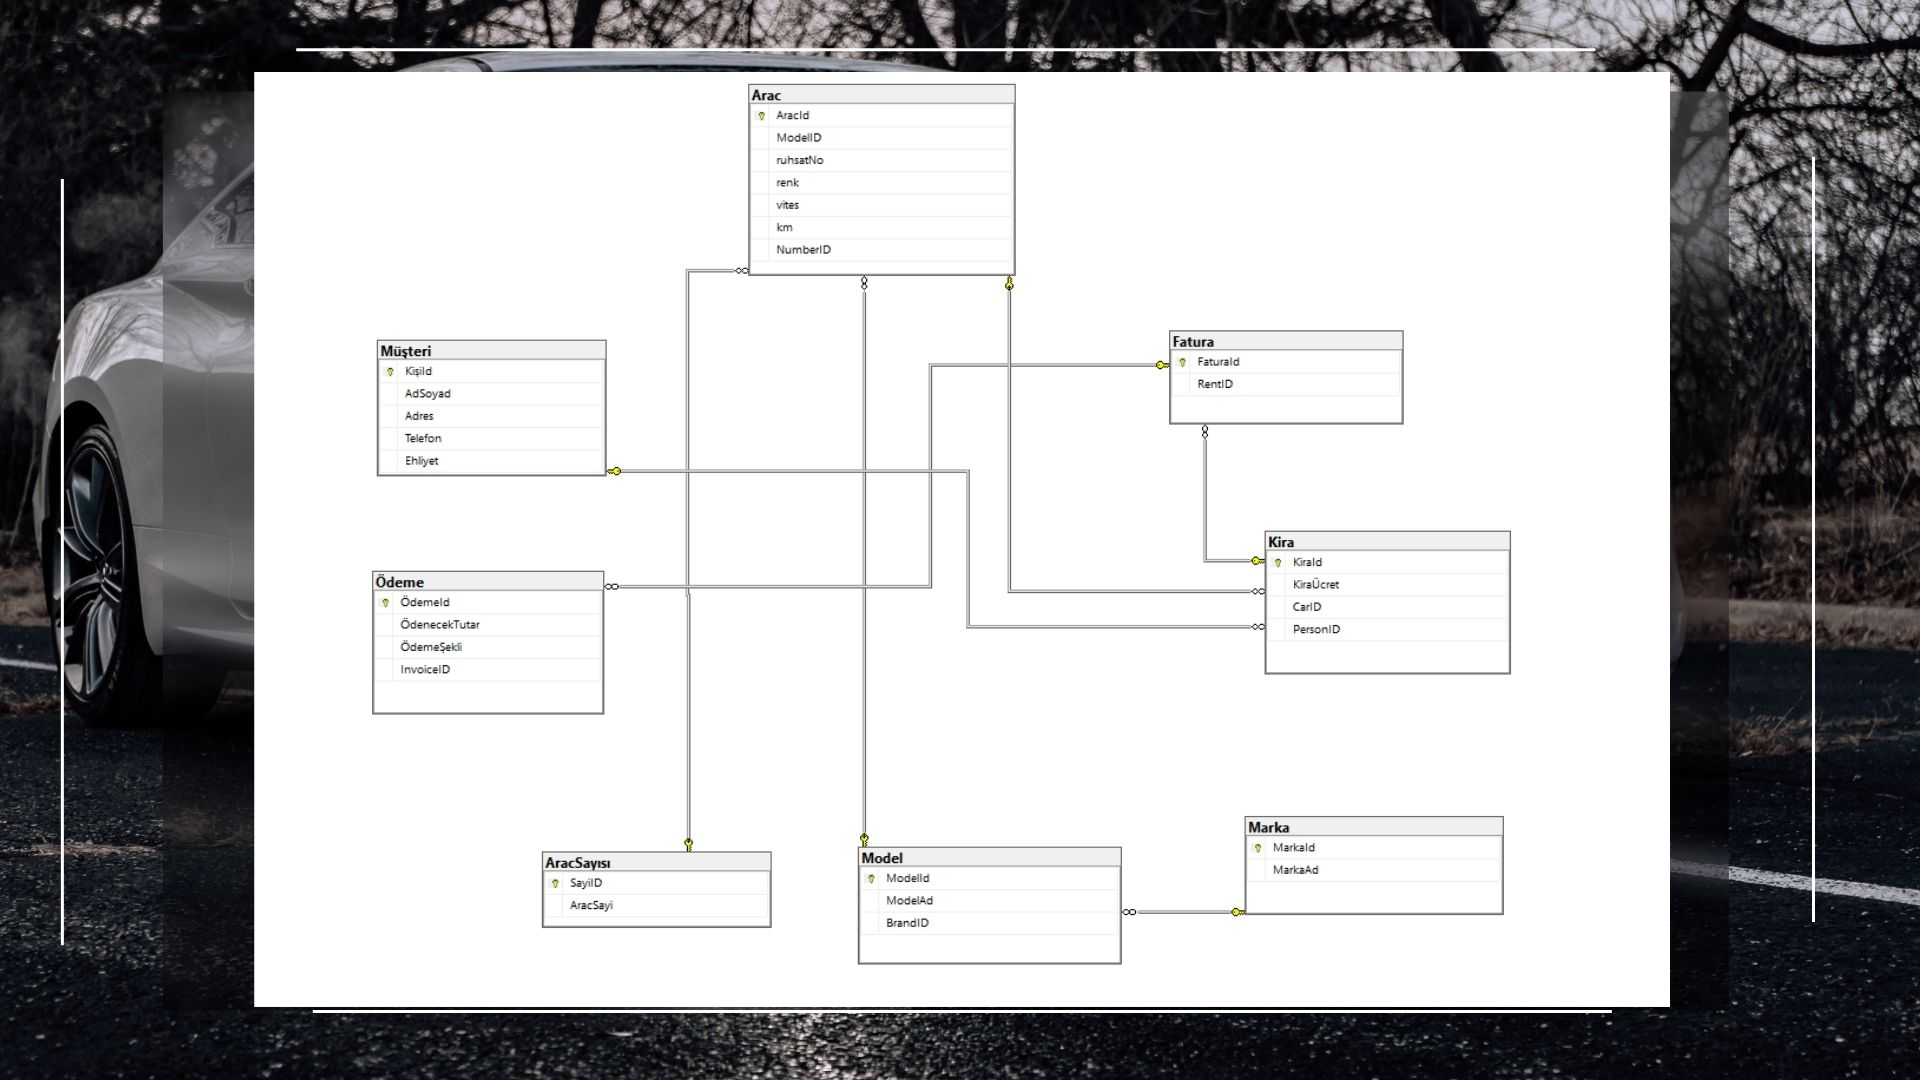 Arac
AracId
ModelID
ruhsatNo
renk
vites
km
NumberID
Müşteri
KişiId
AdSoyad
Adres
Telefon
Ehliyet
Fatura
FaturaId
RentID
Kira
KiraId
KiraÜcret
CarID
PersonID
Ödeme
ÖdemeId
ÖdenecekTutar
ÖdemeŞekli
InvoiceID
AracSayısı
SayiID
AracSayi
Model
ModelId
ModelAd
BrandID
Marka
MarkaId
MarkaAd